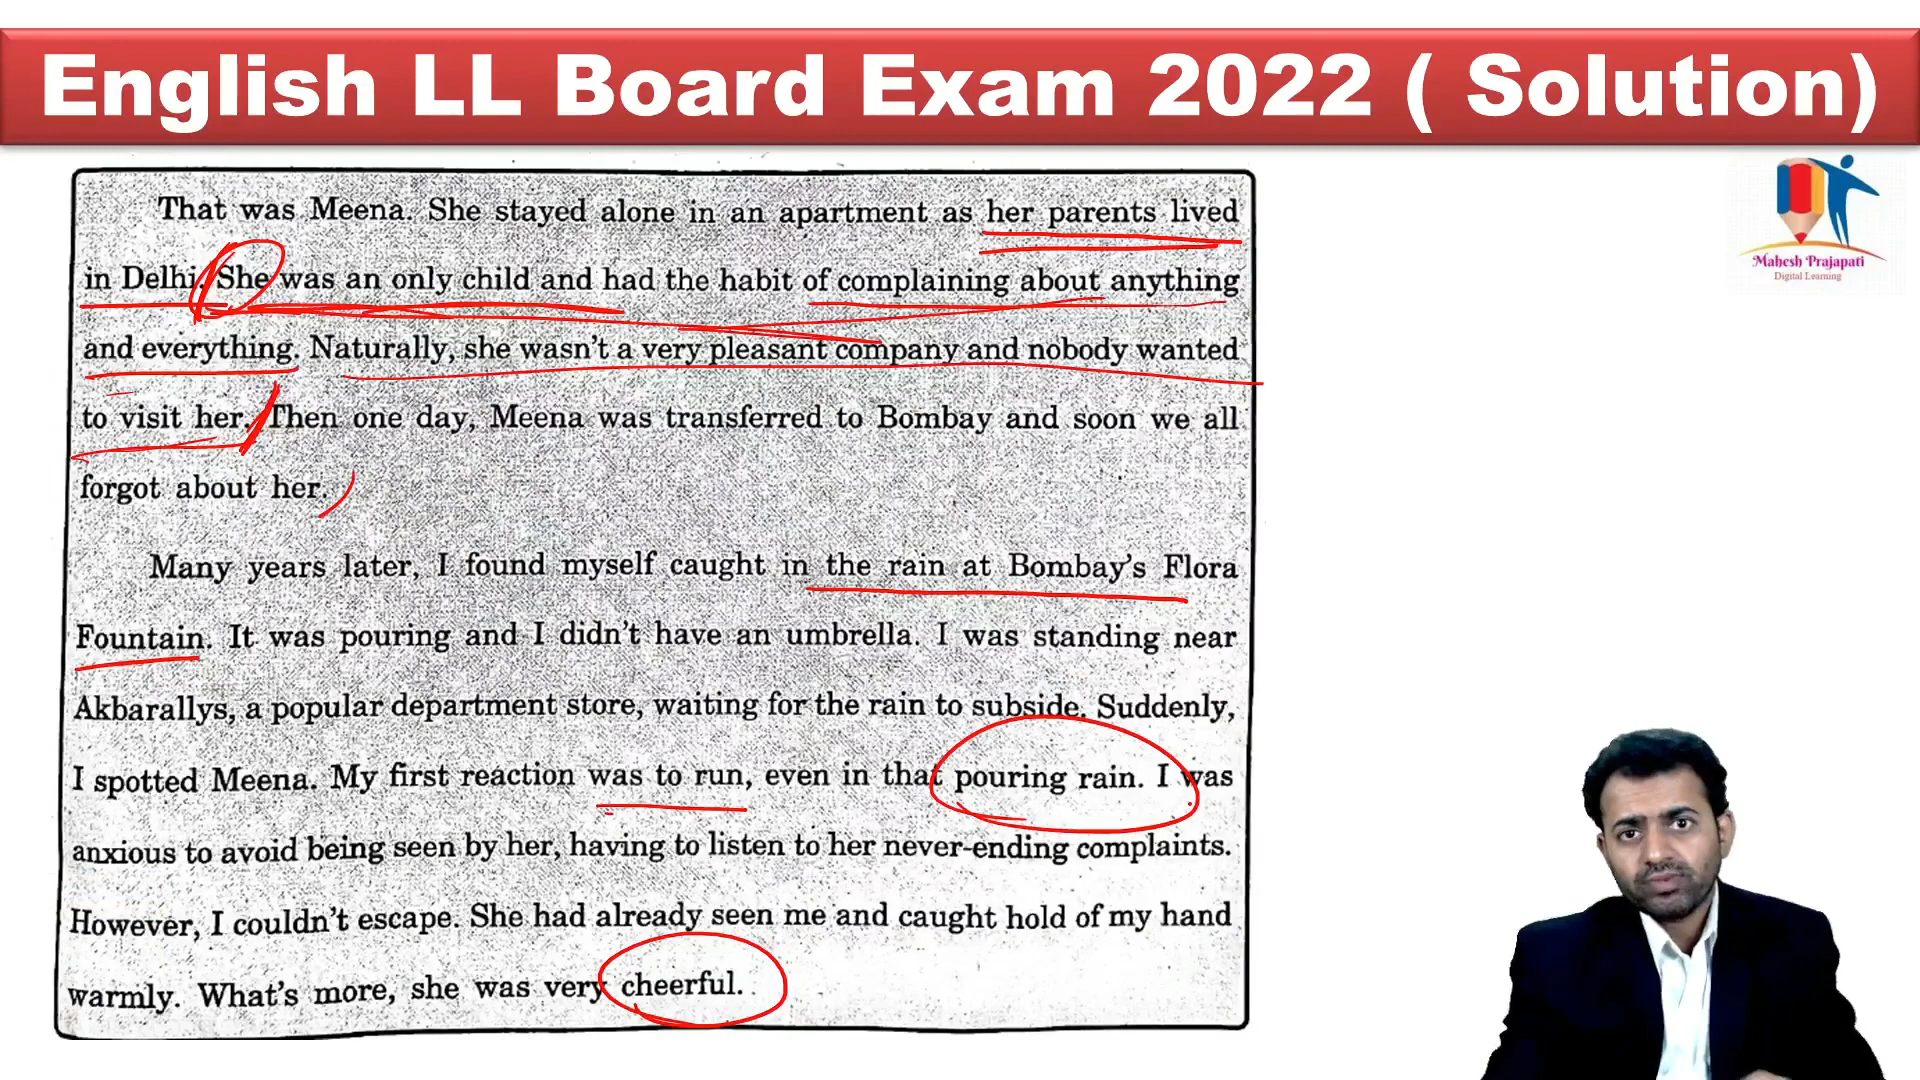 English LL Board Exam 2022 ( Solution)
Mahesh Prajapati
Digital Learning
That was Meena. She stayed alone in an apartment as her parents lived
in Delhi. She was an only child and had the habit of complaining about anything
and everything. Naturally, she wasn't a very pleasant company and nobody wanted
to visit her. Then one day, Meena was transferred to Bombay and soon we all
forgot about her.
Many years later, I found myself caught in the rain at Bombay's Flora
Fountain. It was pouring and I didn't have an umbrella. I was standing near
Akbarallys, a popular department store, waiting for the rain to subside. Suddenly,
I spotted Meena. My first reaction was to run, even in that pouring rain. I was
anxious to avoid being seen by her, having to listen to her never-ending complaints.
However, I couldn't escape. She had already seen me and caught hold of my hand
warmly. What's more, she was very cheerful.